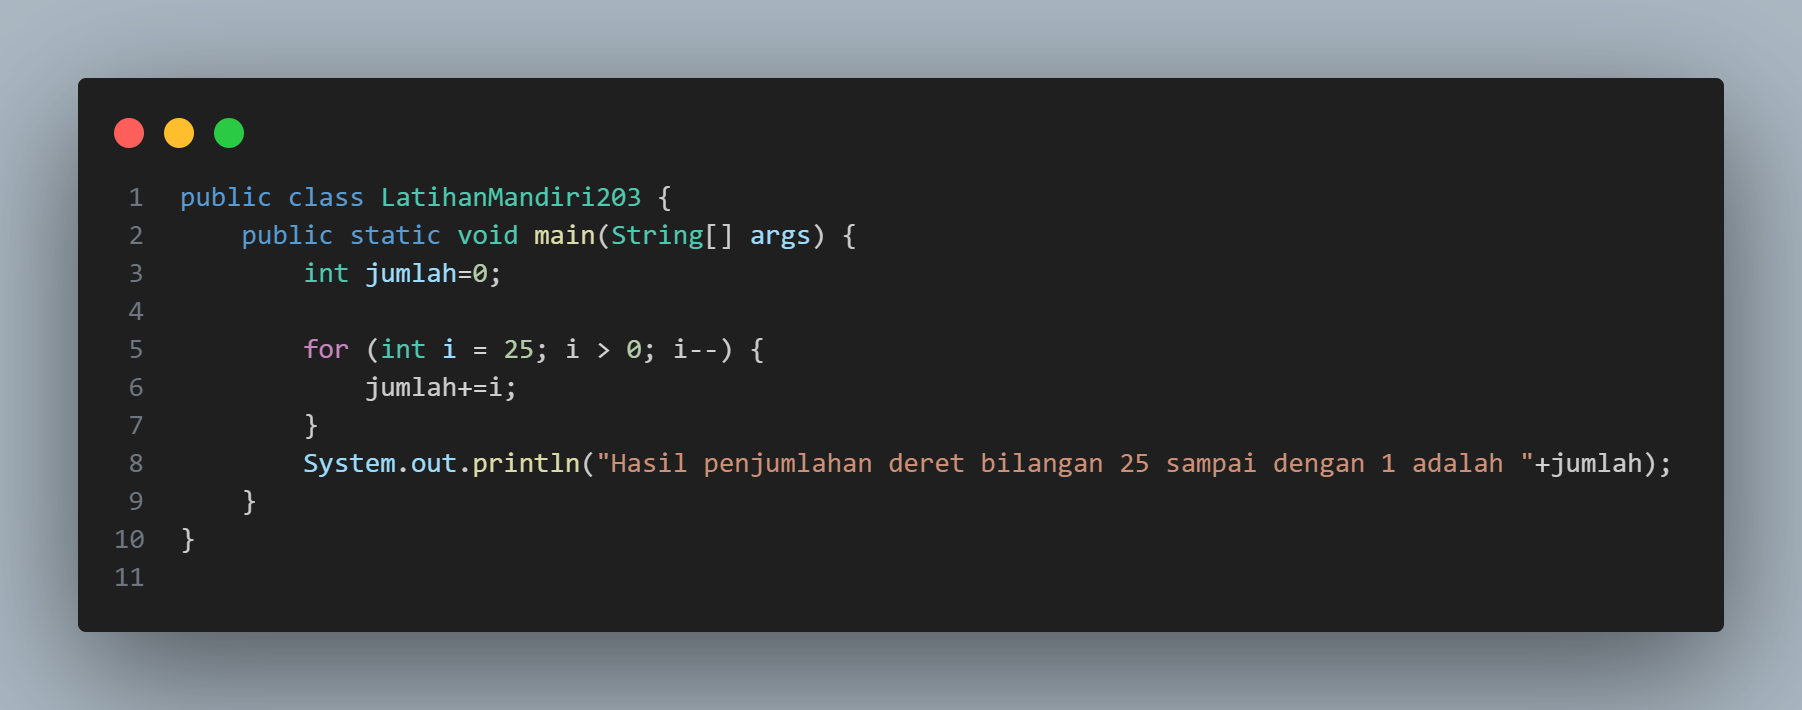 1 public class LatihanMandiri203 {
2     public static void main(String[] args) {
3         int jumlah=0;
4
5         for (int i = 25; i > 0; i--) {
6             jumlah+=i;
7         }
8         System.out.println("Hasil penjumlahan deret bilangan 25 sampai dengan 1 adalah "+jumlah);
9     }
10 }
11